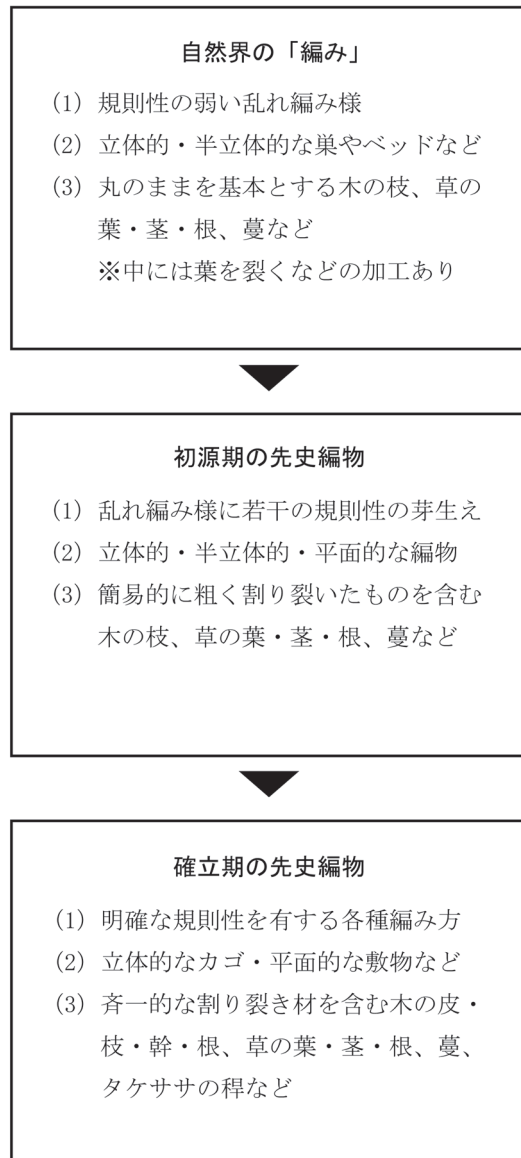 自然界の「編み」
(1) 規則性の弱い乱れ編み様
(2) 立体的・半立体的な巣やベッドなど
(3) 丸のままを基本とする木の枝、草の
葉・茎・根、蔓など
※中には葉を裂くなどの加工あり
初源期の先史編物
(1) 乱れ編み様に若干の規則性の芽生え
(2) 立体的・半立体的・平面的な編物
(3) 簡易的に粗く割り裂いたものを含む
木の枝、草の葉・茎・根、蔓など
確立期の先史編物
(1) 明確な規則性を有する各種編み方
(2) 立体的なカゴ・平面的な敷物など
(3) 斉一的な割り裂き材を含む木の皮・
枝・幹・根、草の葉・茎・根、蔓、
タケササの稈など